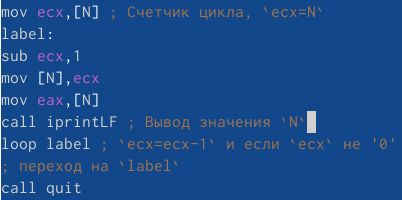 mov ecx,[N] ; Счетчик цикла, `ecx=N`
label:
sub ecx,1
mov [N],ecx
mov eax,[N]
call iprintLF ; Вывод значения `N`
loop label ; `ecx=ecx-1` и если `ecx` не '0'
; переход на `label`
call quit